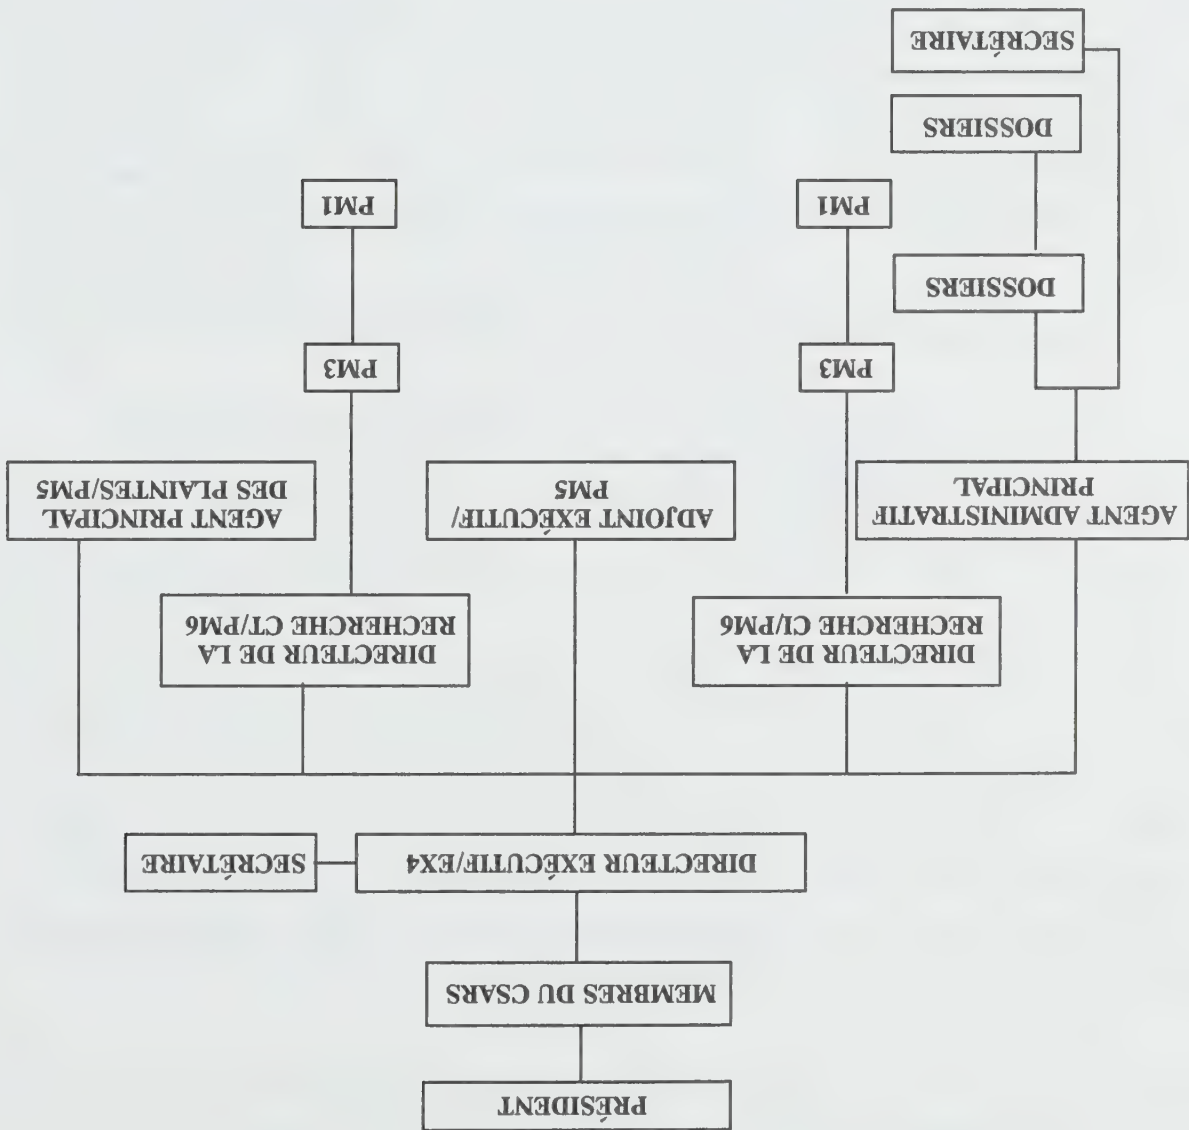 PRÉSIDENT
MEMBRES DU CSARS
DIRECTEUR EXÉCUTIF/EX4
SECRÉTAIRE
DIRECTEUR DE LA
RECHERCHE CI/PM6
DIRECTEUR DE LA
RECHERCHE CT/PM6
AGENT ADMINISTRATIF
PRINCIPAL
ADJOINT EXÉCUTIF/
PM5
AGENT PRINCIPAL
DES PLAINTES/PM5
PM3
PM3
DOSSIERS
PM1
PM1
DOSSIERS
SECRÉTAIRE